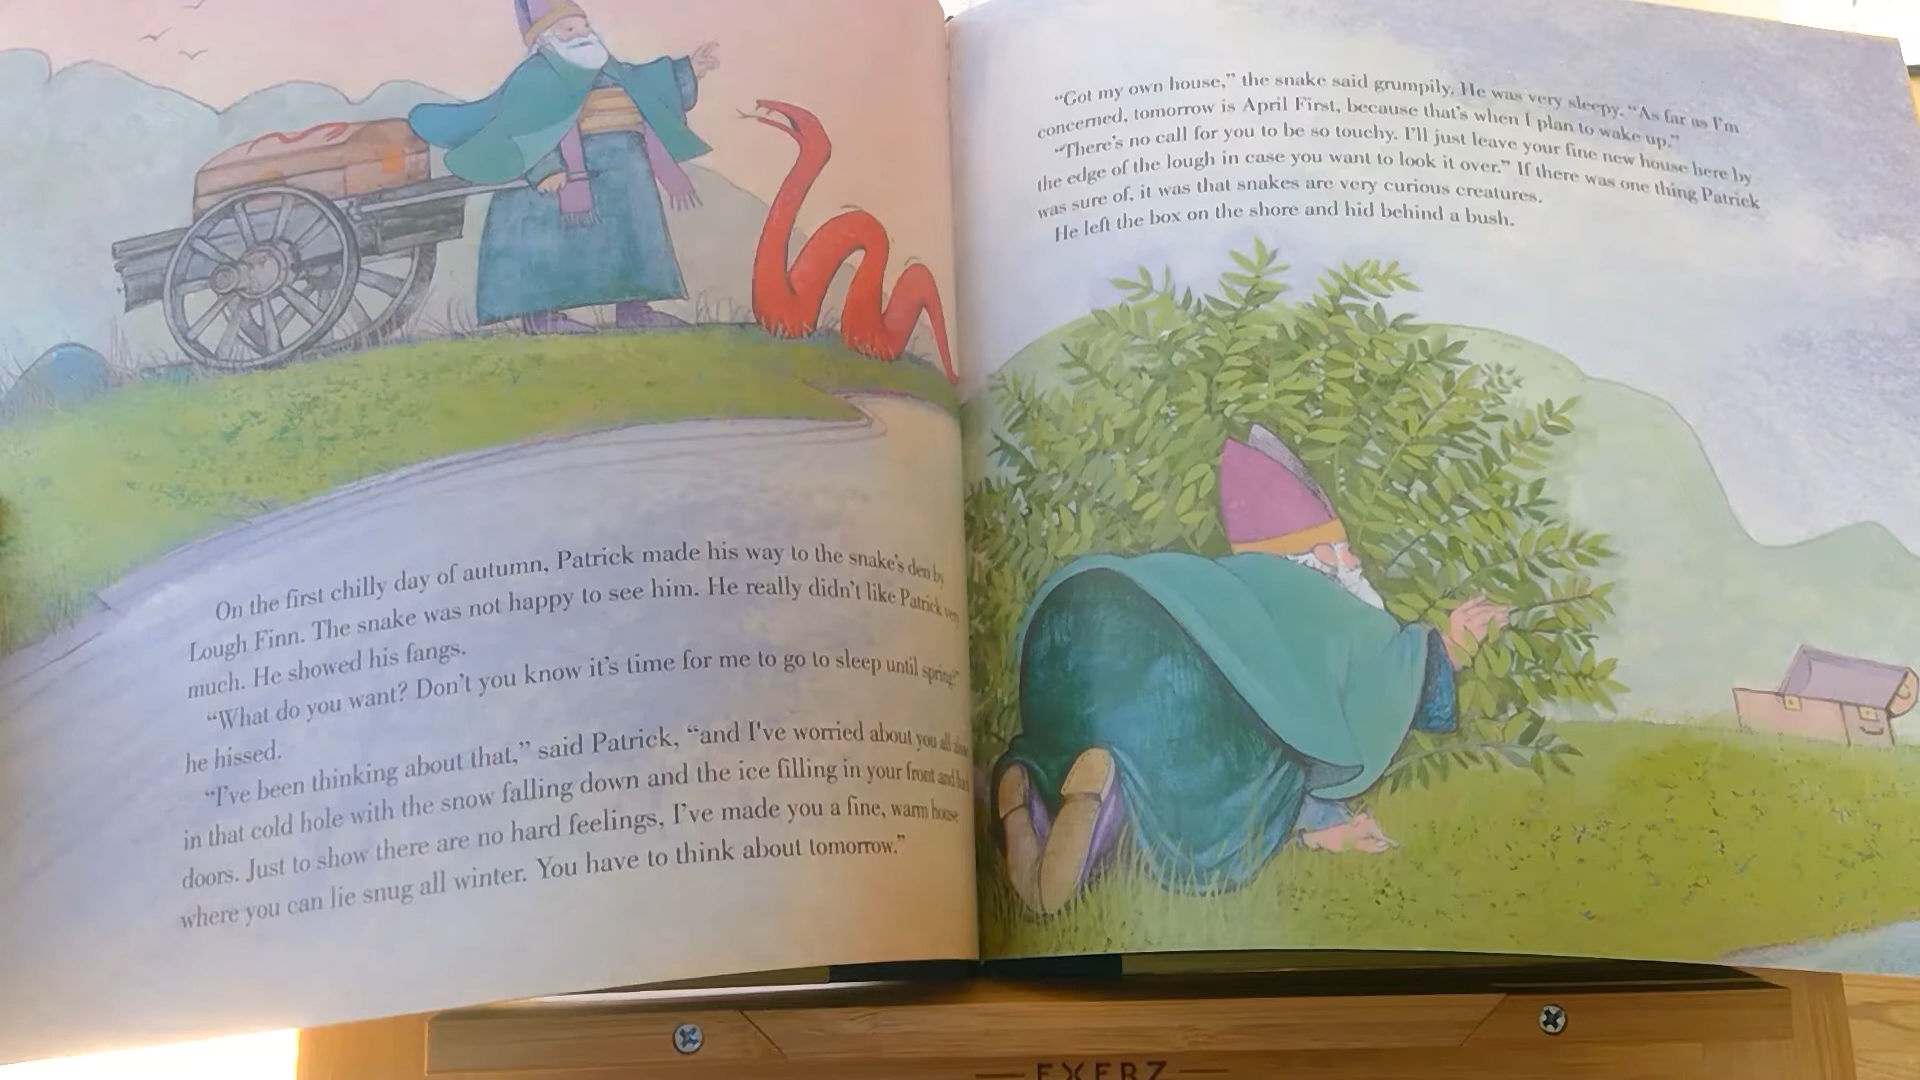 On the first chilly day of autumn, Patrick made his way to the snake's den by
Lough Finn. The snake was not happy to see him. He really didn't like Patrick very
much. He showed his fangs.
“What do you want? Don't you know it's time for me to go to sleep until spring?”
he hissed.
“I've been thinking about that,” said Patrick, “and I've worried about you all alone
in that cold hole with the snow falling down and the ice filling in your front and back
doors. Just to show there are no hard feelings, I've made you a fine, warm house
where you can lie snug all winter. You have to think about tomorrow.”
“Got my own house,” the snake said grumpily. He was very sleepy. “As far as I'm
concerned, tomorrow is April First, because that's when I plan to wake up.”
“There's no call for you to be so touchy. I'll just leave your fine new house here by
the edge of the lough in case you want to look it over.” If there was one thing Patrick
was sure of, it was that snakes are very curious creatures.
He left the box on the shore and hid behind a bush.
EXERZ